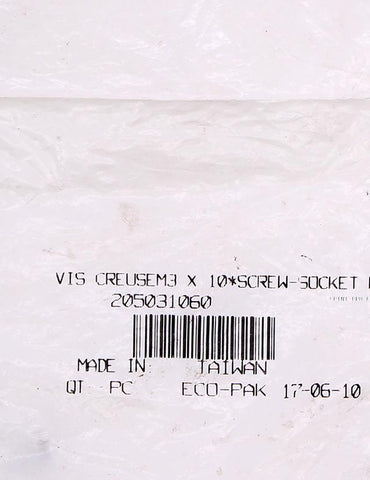 VIS CREUSEM3 X 10*SCREW-SOCKET
205031060
MADE IN TAIWAN
QT PC ECO-PAK 17-06-10